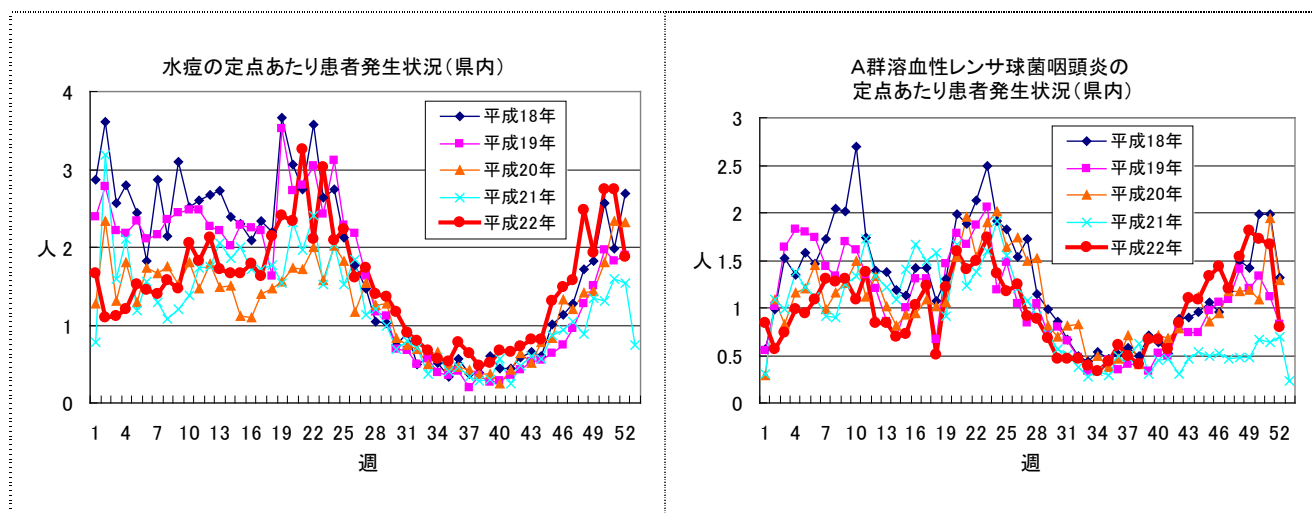 水痘の定点あたり患者発生状況(県内)
4
3
2
1
0
人
平成18年
平成19年
平成20年
平成21年
平成22年
1 4 7 10 13 16 19 22 25 28 31 34 37 40 43 46 49 52
週
A群溶血性レンサ球菌咽頭炎の
定点あたり患者発生状況(県内)
3
2.5
2
1.5
1
0.5
0
人
平成18年
平成19年
平成20年
平成21年
平成22年
1 4 7 10 13 16 19 22 25 28 31 34 37 40 43 46 49 52
週